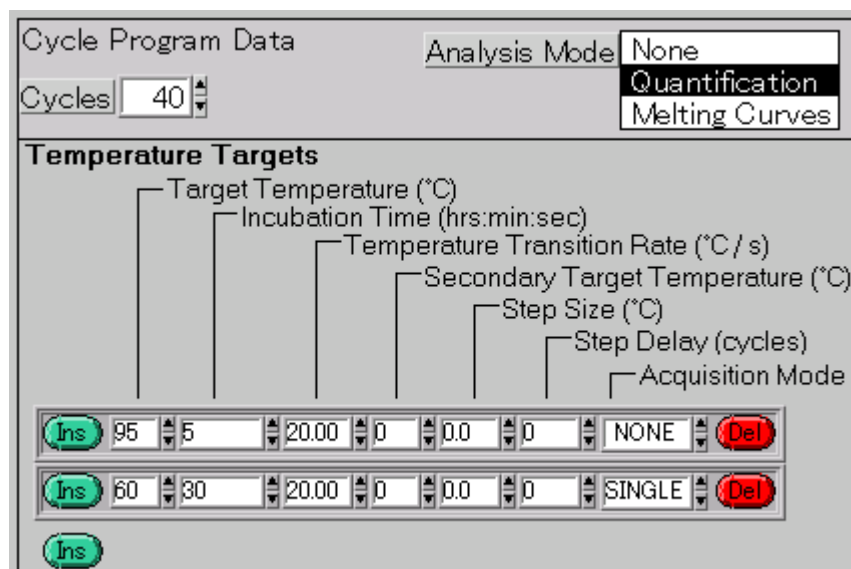 Cycle Program Data
Analysis Mode
None
Quantification
Melting Curves
Cycles 40
Temperature Targets
Target Temperature (°C)
Incubation Time (hrs:min:sec)
Temperature Transition Rate (°C / s)
Secondary Target Temperature (°C)
Step Size (°C)
Step Delay (cycles)
Acquisition Mode
Ins 95 5 20.00 0 0.0 0 NONE Del
Ins 60 30 20.00 0 0.0 0 SINGLE Del
Ins